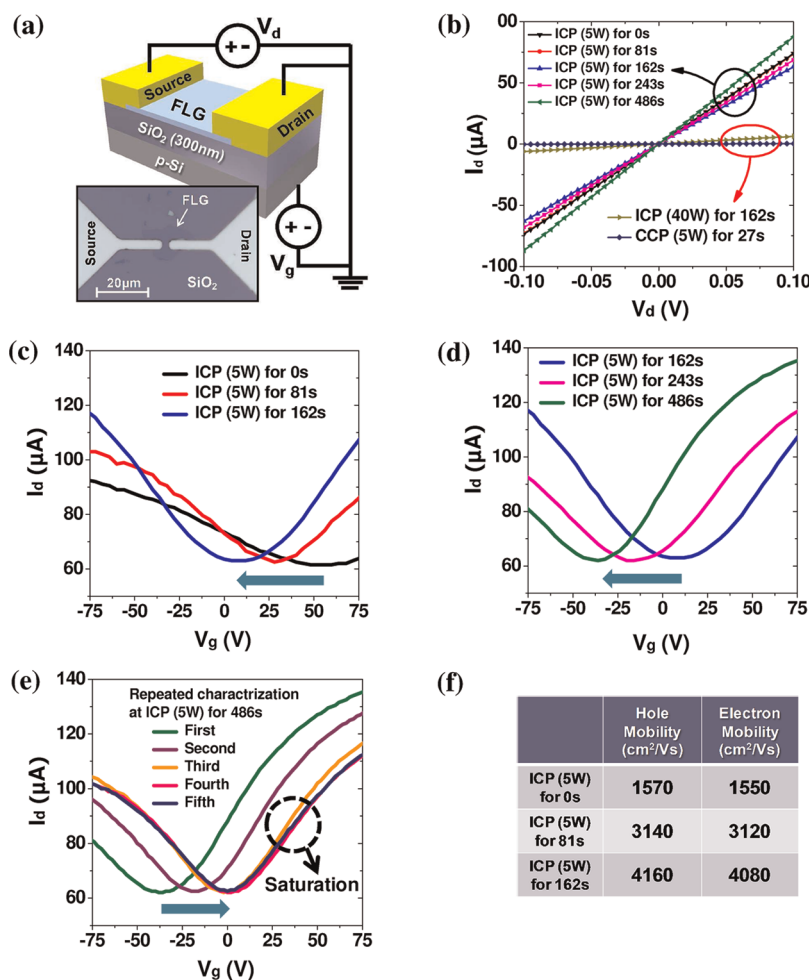 (a)
V_d
Source
FLG
Drain
SiO₂ (300nm)
p-Si
V_g
FLG
Source
Drain
20μm
SiO₂
(b)
I_d (μA)
00
50
0
-50
-100
ICP (5W) for 0s
ICP (5W) for 81s
ICP (5W) for 162s
ICP (5W) for 243s
ICP (5W) for 486s
ICP (40W) for 162s
CCP (5W) for 27s
-0.10 -0.05 0.00 0.05 0.10
V_d (V)
(c)
I_d (μA)
140
120
100
80
60
ICP (5W) for 0s
ICP (5W) for 81s
ICP (5W) for 162s
-75 -50 -25 0 25 50 75
V_g (V)
(d)
I_d (μA)
140
120
100
80
60
ICP (5W) for 162s
ICP (5W) for 243s
ICP (5W) for 486s
-75 -50 -25 0 25 50 75
V_g (V)
(e)
I_d (μA)
140
120
100
80
60
Repeated charactrization
at ICP (5W) for 486s
First
Second
Third
Fourth
Fifth
Saturation
-75 -50 -25 0 25 50 75
V_g (V)
(f)
Hole Mobility (cm²/Vs)
Electron Mobility (cm²/Vs)
ICP (5W) for 0s 1570 1550
ICP (5W) for 81s 3140 3120
ICP (5W) for 162s 4160 4080